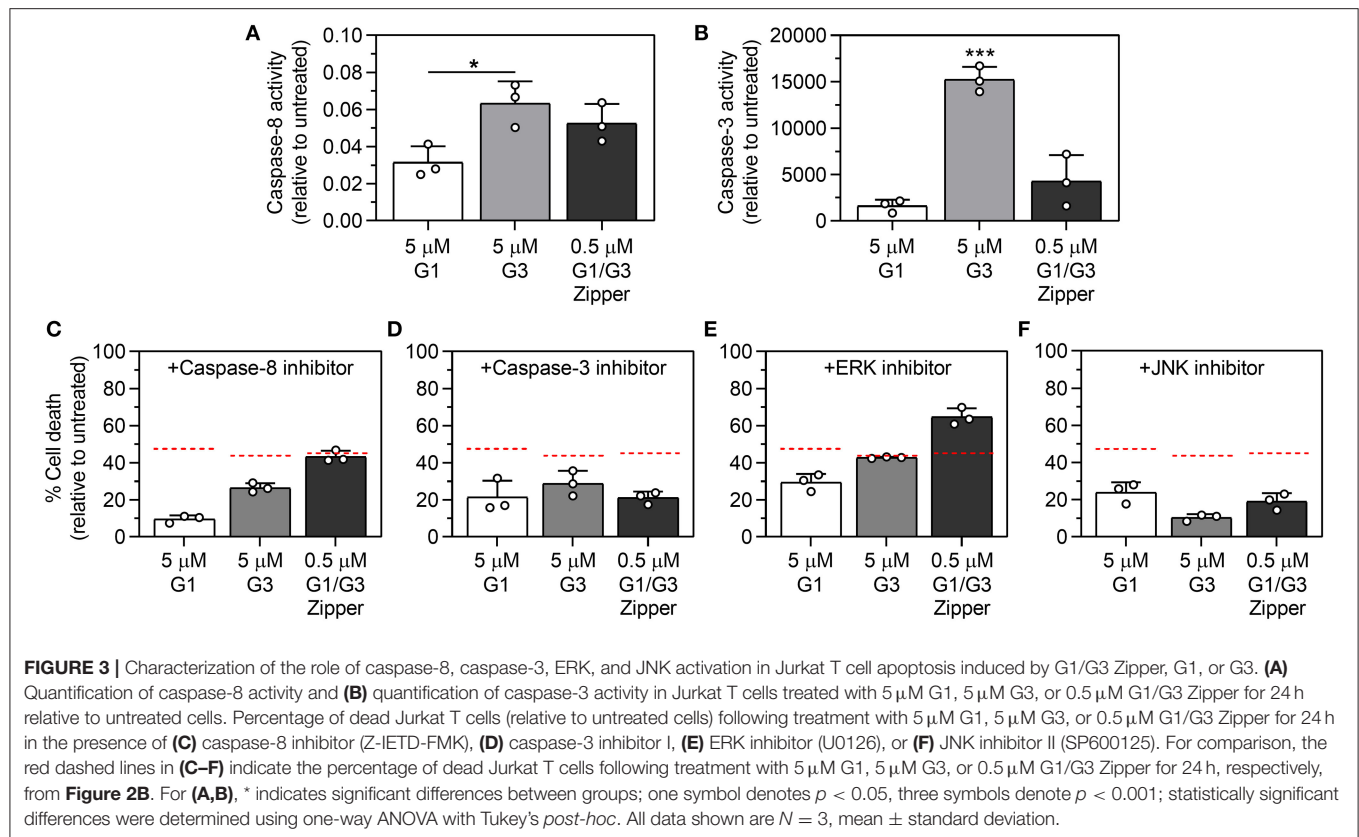 A
Caspase-8 activity
(relative to untreated)
0.10
0.08
0.06
0.04
0.02
0.00
*
5 μM
G1
5 μM
G3
0.5 μM
G1/G3
Zipper
B
Caspase-3 activity
(relative to untreated)
20000
15000
10000
5000
0
***
5 μM
G1
5 μM
G3
0.5 μM
G1/G3
Zipper
C
% Cell death
(relative to untreated)
100
80
60
40
20
0
+Caspase-8 inhibitor
5 μM
G1
5 μM
G3
0.5 μM
G1/G3
Zipper
D
100
80
60
40
20
0
+Caspase-3 inhibitor
5 μM
G1
5 μM
G3
0.5 μM
G1/G3
Zipper
E
100
80
60
40
20
0
+ERK inhibitor
5 μM
G1
5 μM
G3
0.5 μM
G1/G3
Zipper
F
100
80
60
40
20
0
+JNK inhibitor
5 μM
G1
5 μM
G3
0.5 μM
G1/G3
Zipper
FIGURE 3 | Characterization of the role of caspase-8, caspase-3, ERK, and JNK activation in Jurkat T cell apoptosis induced by G1/G3 Zipper, G1, or G3. (A)
Quantification of caspase-8 activity and (B) quantification of caspase-3 activity in Jurkat T cells treated with 5 μM G1, 5 μM G3, or 0.5 μM G1/G3 Zipper for 24 h
relative to untreated cells. Percentage of dead Jurkat T cells (relative to untreated cells) following treatment with 5 μM G1, 5 μM G3, or 0.5 μM G1/G3 Zipper for 24 h
in the presence of (C) caspase-8 inhibitor (Z-IETD-FMK), (D) caspase-3 inhibitor I, (E) ERK inhibitor (U0126), or (F) JNK inhibitor II (SP600125). For comparison, the
red dashed lines in (C–F) indicate the percentage of dead Jurkat T cells following treatment with 5 μM G1, 5 μM G3, or 0.5 μM G1/G3 Zipper for 24 h, respectively,
from Figure 2B. For (A,B), * indicates significant differences between groups; one symbol denotes p < 0.05, three symbols denote p < 0.001; statistically significant
differences were determined using one-way ANOVA with Tukey's post-hoc. All data shown are N = 3, mean ± standard deviation.